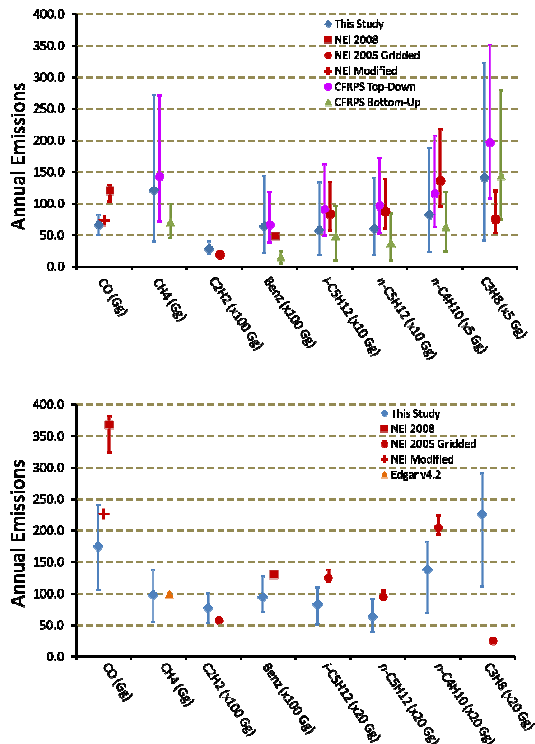 400.0
350.0
300.0
250.0
200.0
150.0
100.0
50.0
0.0
Annual Emissions
This Study
NEI 2008
NEI 2005 Gridded
NEI Modified
CFRPS Top-Down
CFRPS Bottom-Up
CO (Gg)
CH4 (Gg)
C2H2 (x100 Gg)
Benz (x100 Gg)
i-C5H12 (x10 Gg)
n-C5H12 (x10 Gg)
n-C4H10 (x5 Gg)
C3H8 (x5 Gg)
400.0
350.0
300.0
250.0
200.0
150.0
100.0
50.0
0.0
Annual Emissions
This Study
NEI 2008
NEI 2005 Gridded
NEI Modified
Edgar v4.2
CO (Gg)
CH4 (Gg)
C2H2 (x100 Gg)
Benz (x100 Gg)
i-C5H12 (x20 Gg)
n-C5H12 (x20 Gg)
n-C4H10 (x20 Gg)
C3H8 (x20 Gg)